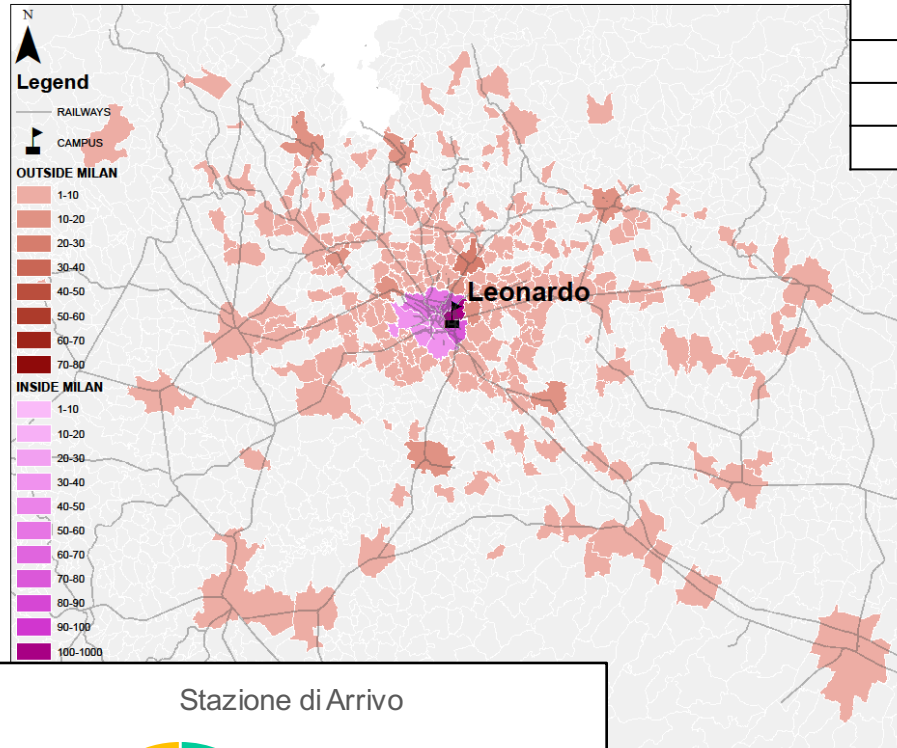 N
Legend
RAILWAYS
CAMPUS
OUTSIDE MILAN
1-10
10-20
20-30
30-40
40-50
50-60
60-70
70-80
INSIDE MILAN
1-10
10-20
20-30
30-40
40-50
50-60
60-70
70-80
80-90
90-100
100-1000
Leonardo
Stazione di Arrivo